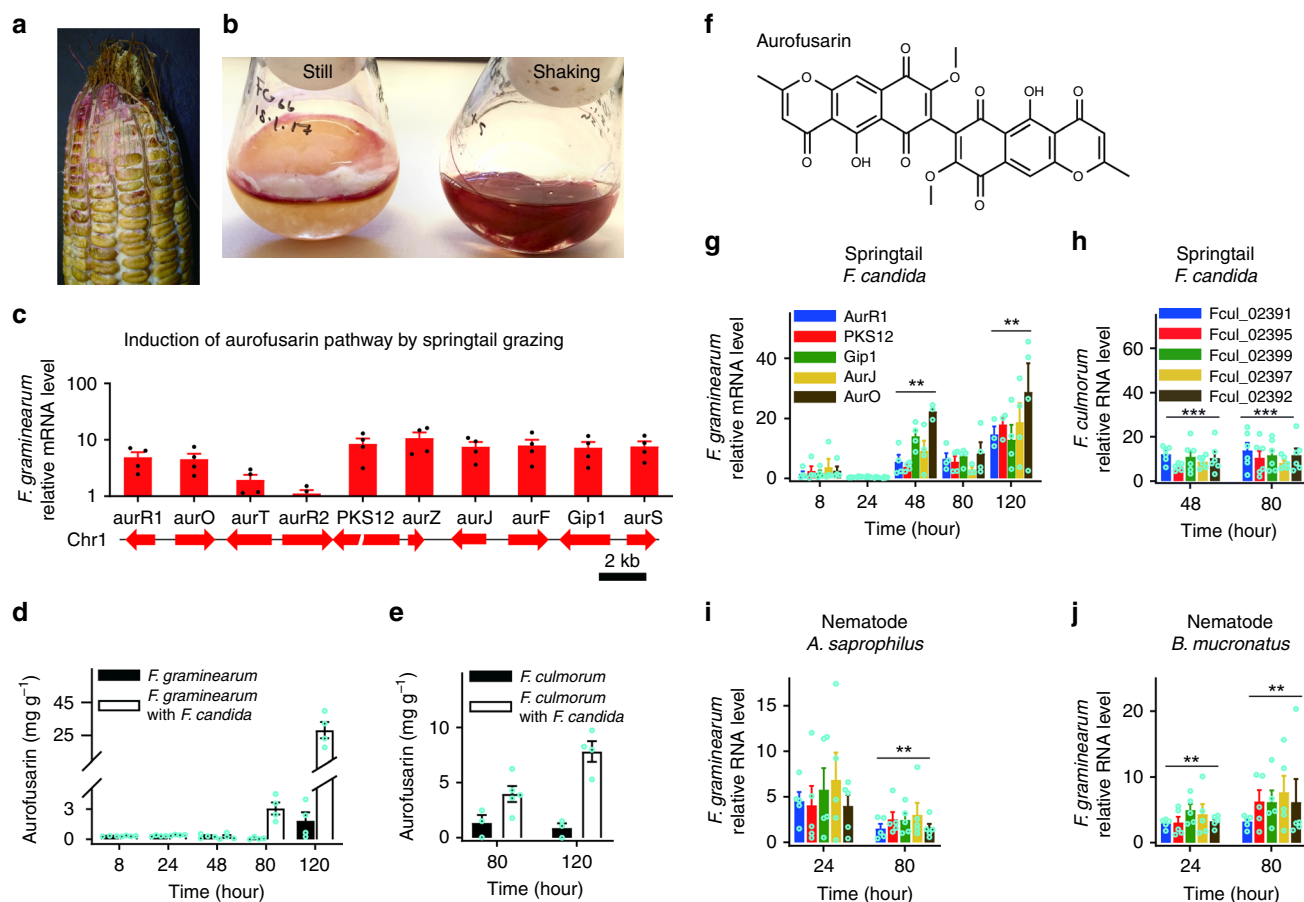 a
b
Still
Shaking
FG 66
18.1.17
c
Induction of aurofusarin pathway by springtail grazing
F. graminearum
relative mRNA level
100
10
1
aurR1 aurO aurT aurR2 PKS12 aurZ aurJ aurF Gip1 aurS
Chr1
2 kb
d
F. graminearum
F. graminearum
with F. candida
Aurofusarin (mg g⁻¹)
45
25
3
0
8 24 48 80 120
Time (hour)
e
F. culmorum
F. culmorum
with F. candida
Aurofusarin (mg g⁻¹)
10
5
0
80 120
Time (hour)
f
Aurofusarin
O O O O O OH O
O OH O O O O O
g
Springtail
F. candida
AurR1
PKS12
Gip1
AurJ
AurO
** **
F. graminearum
relative mRNA level
40
20
0
8 24 48 80 120
Time (hour)
h
Springtail
F. candida
Fcul_02391
Fcul_02395
Fcul_02399
Fcul_02397
Fcul_02392
*** ***
F. culmorum
relative RNA level
60
40
20
0
48 80
Time (hour)
i
Nematode
A. saprophilus
**
F. graminearum
relative RNA level
15
10
5
0
24 80
Time (hour)
j
Nematode
B. mucronatus
** **
F. graminearum
relative RNA level
20
10
0
24 80
Time (hour)